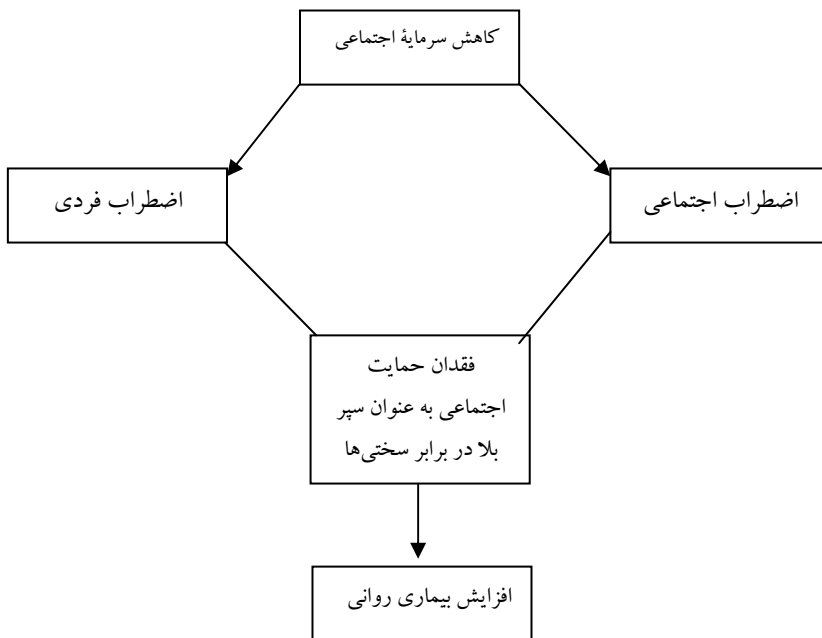 کاهش سرمایهٔ اجتماعی
اضطراب اجتماعی
اضطراب فردی
فقدان حمایت
اجتماعی به عنوان سپر
بلا در برابر سختی‌ها
افزایش بیماری روانی